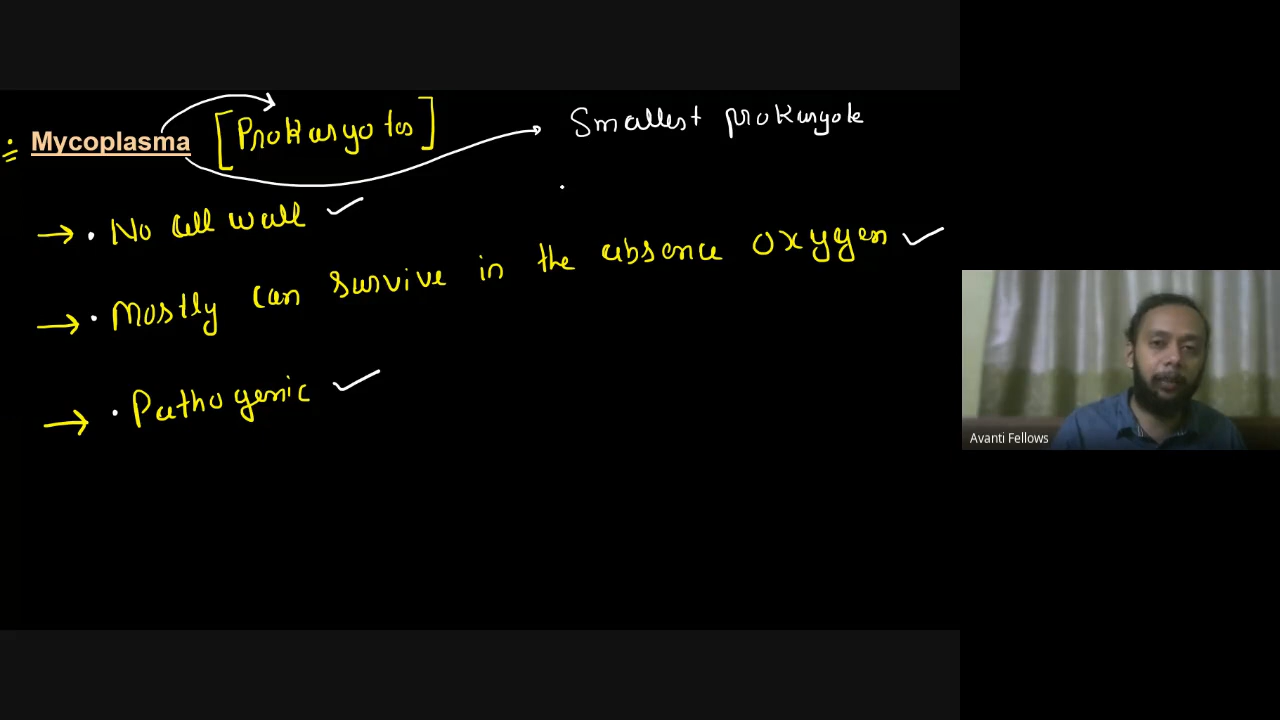 Mycoplasma [Prokaryotes] Smallest prokaryote
→ · No cell wall ✓
→ · Mostly can survive in the absence oxygen ✓
→ · Pathogenic ✓
Avanti Fellows